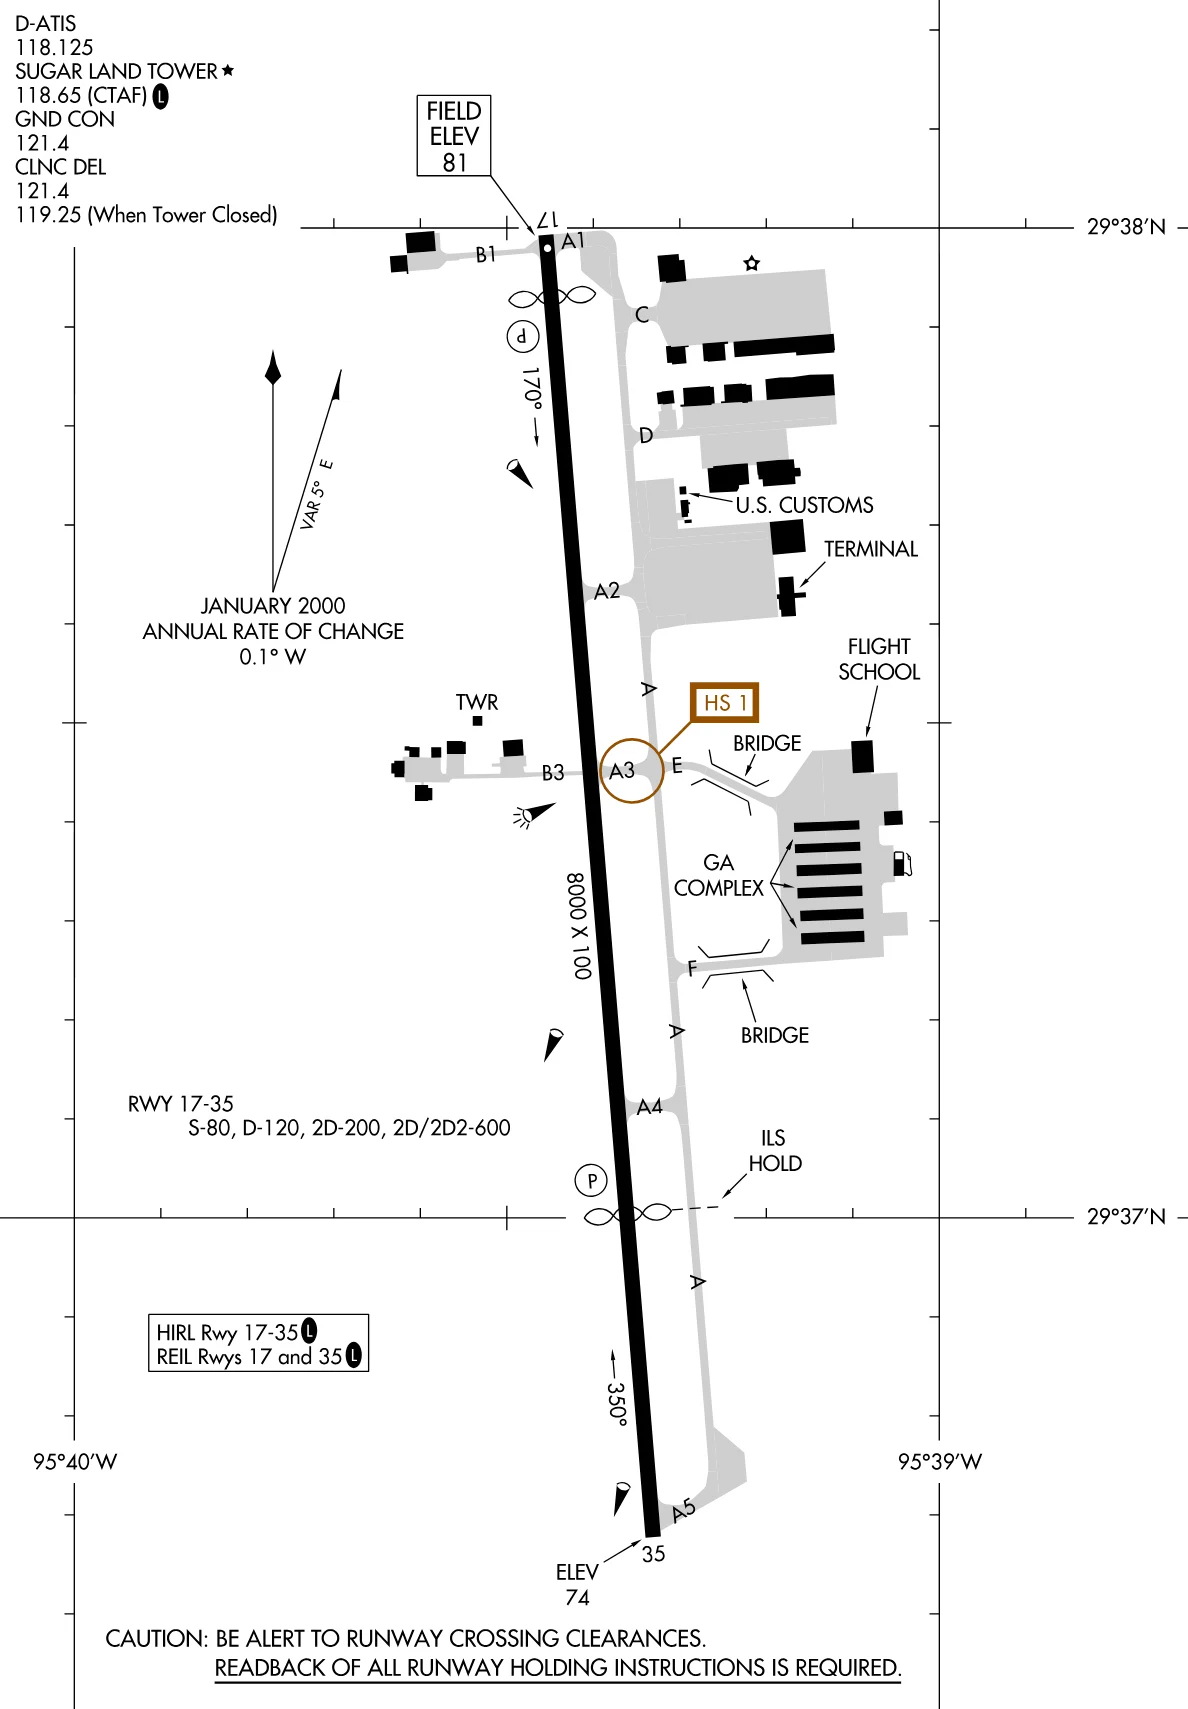 D-ATIS
118.125
SUGAR LAND TOWER ★
118.65 (CTAF) L
GND CON
121.4
CLNC DEL
121.4
119.25 (When Tower Closed)
FIELD
ELEV
81
17
A1
B1
29°38'N
C
P
170°
D
VAR 5° E
U.S. CUSTOMS
TERMINAL
A2
JANUARY 2000
ANNUAL RATE OF CHANGE
0.1° W
FLIGHT
SCHOOL
A
HS 1
TWR
BRIDGE
B3
A3
E
GA
COMPLEX
8000 X 100
F
A
BRIDGE
RWY 17-35
S-80, D-120, 2D-200, 2D/2D2-600
A4
ILS
HOLD
P
29°37'N
A
HIRL Rwy 17-35 L
REIL Rwys 17 and 35 L
350°
95°40'W
95°39'W
A5
35
ELEV
74
CAUTION: BE ALERT TO RUNWAY CROSSING CLEARANCES.
READBACK OF ALL RUNWAY HOLDING INSTRUCTIONS IS REQUIRED.